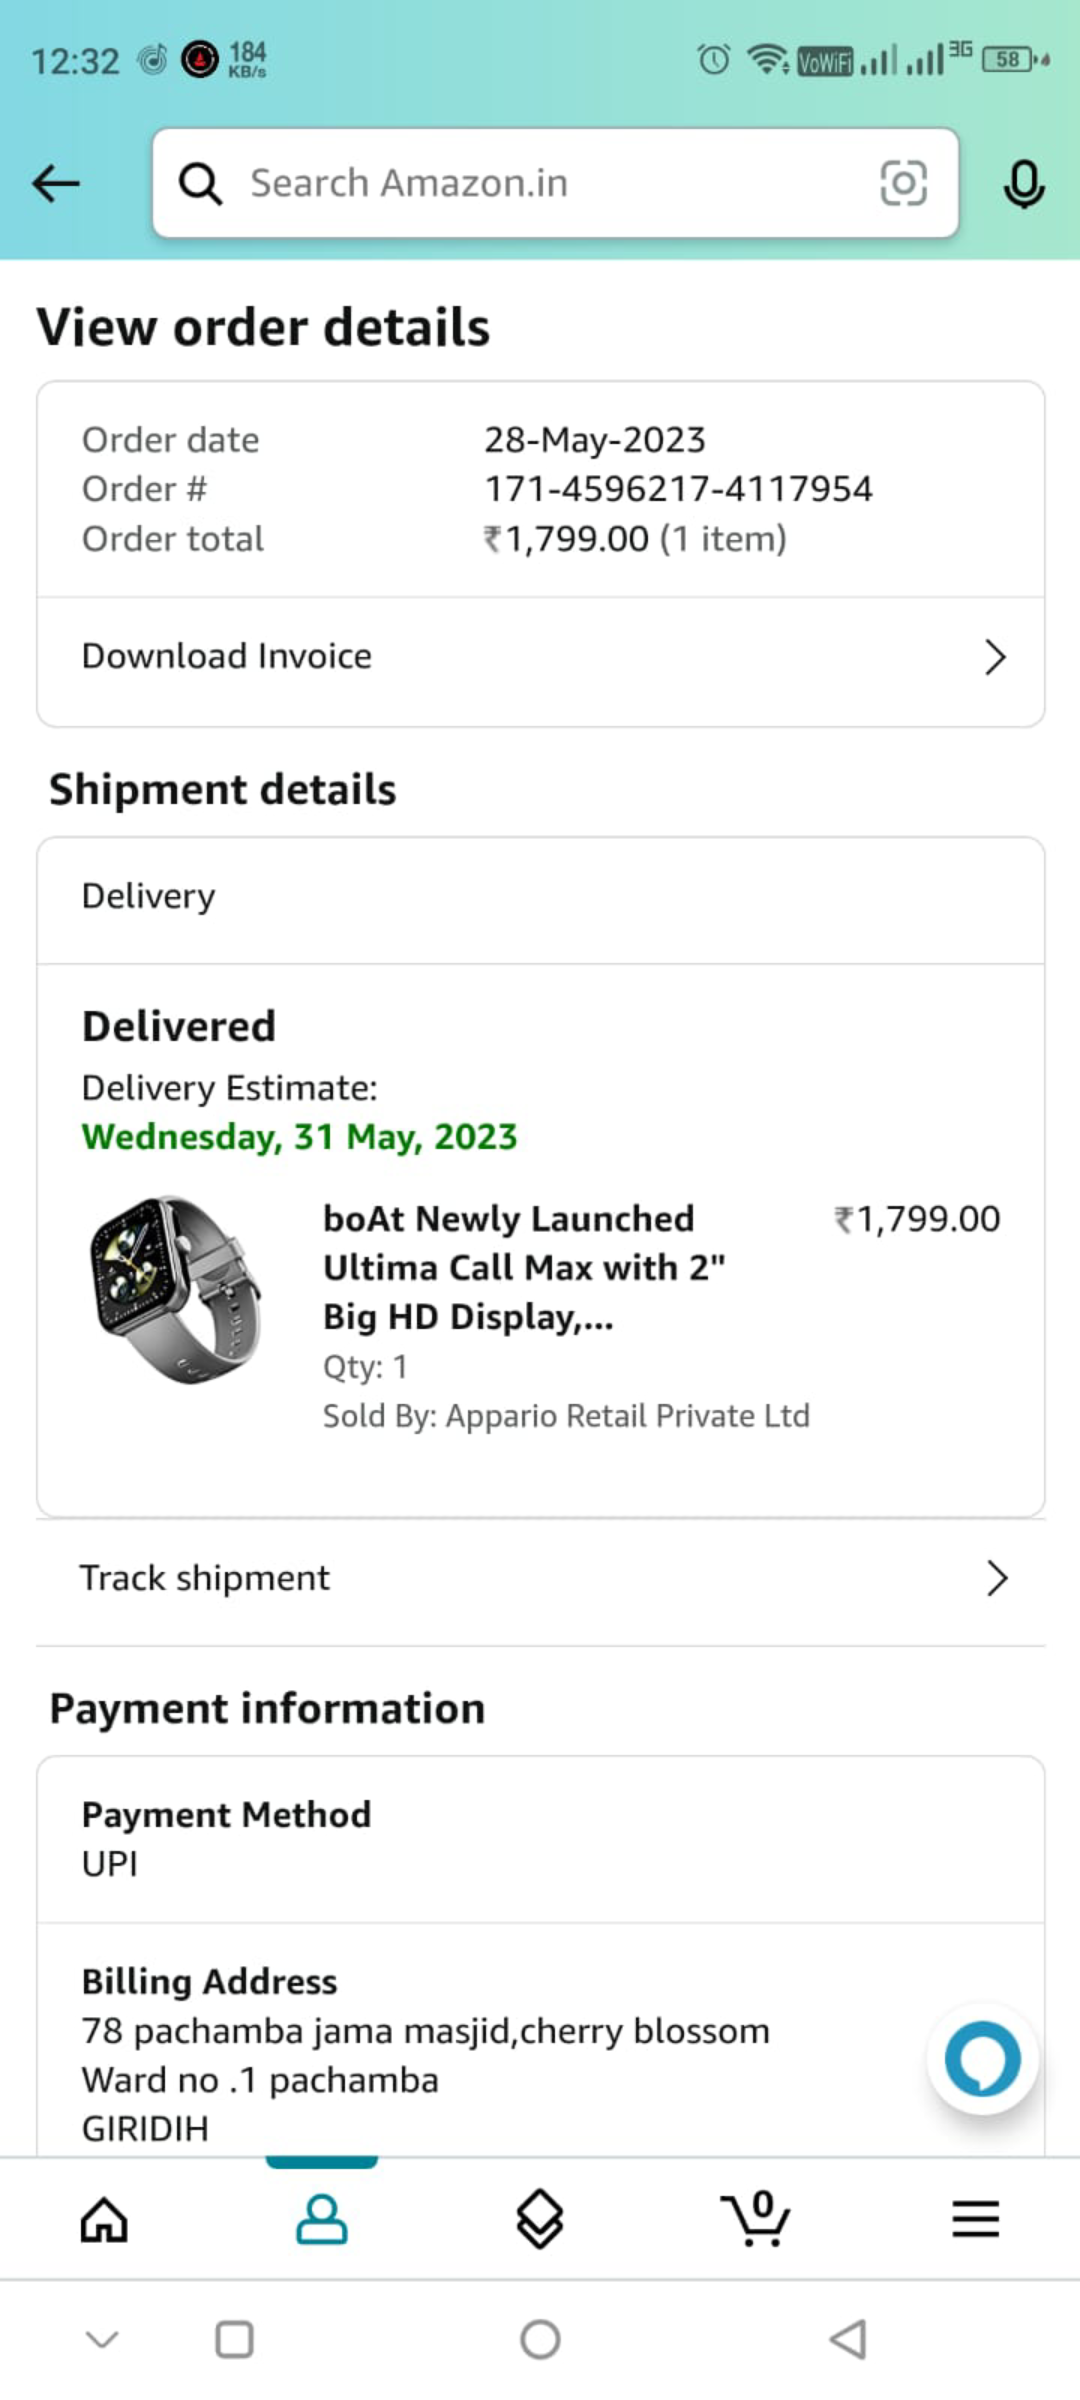 12:32
184
KB/s
VoWiFi
3G
58
Search Amazon.in
View order details
Order date 28-May-2023
Order # 171-4596217-4117954
Order total ₹1,799.00 (1 item)
Download Invoice
Shipment details
Delivery
Delivered
Delivery Estimate:
Wednesday, 31 May, 2023
boAt Newly Launched ₹1,799.00
Ultima Call Max with 2"
Big HD Display,...
Qty: 1
Sold By: Appario Retail Private Ltd
Track shipment
Payment information
Payment Method
UPI
Billing Address
78 pachamba jama masjid,cherry blossom
Ward no .1 pachamba
GIRIDIH
0